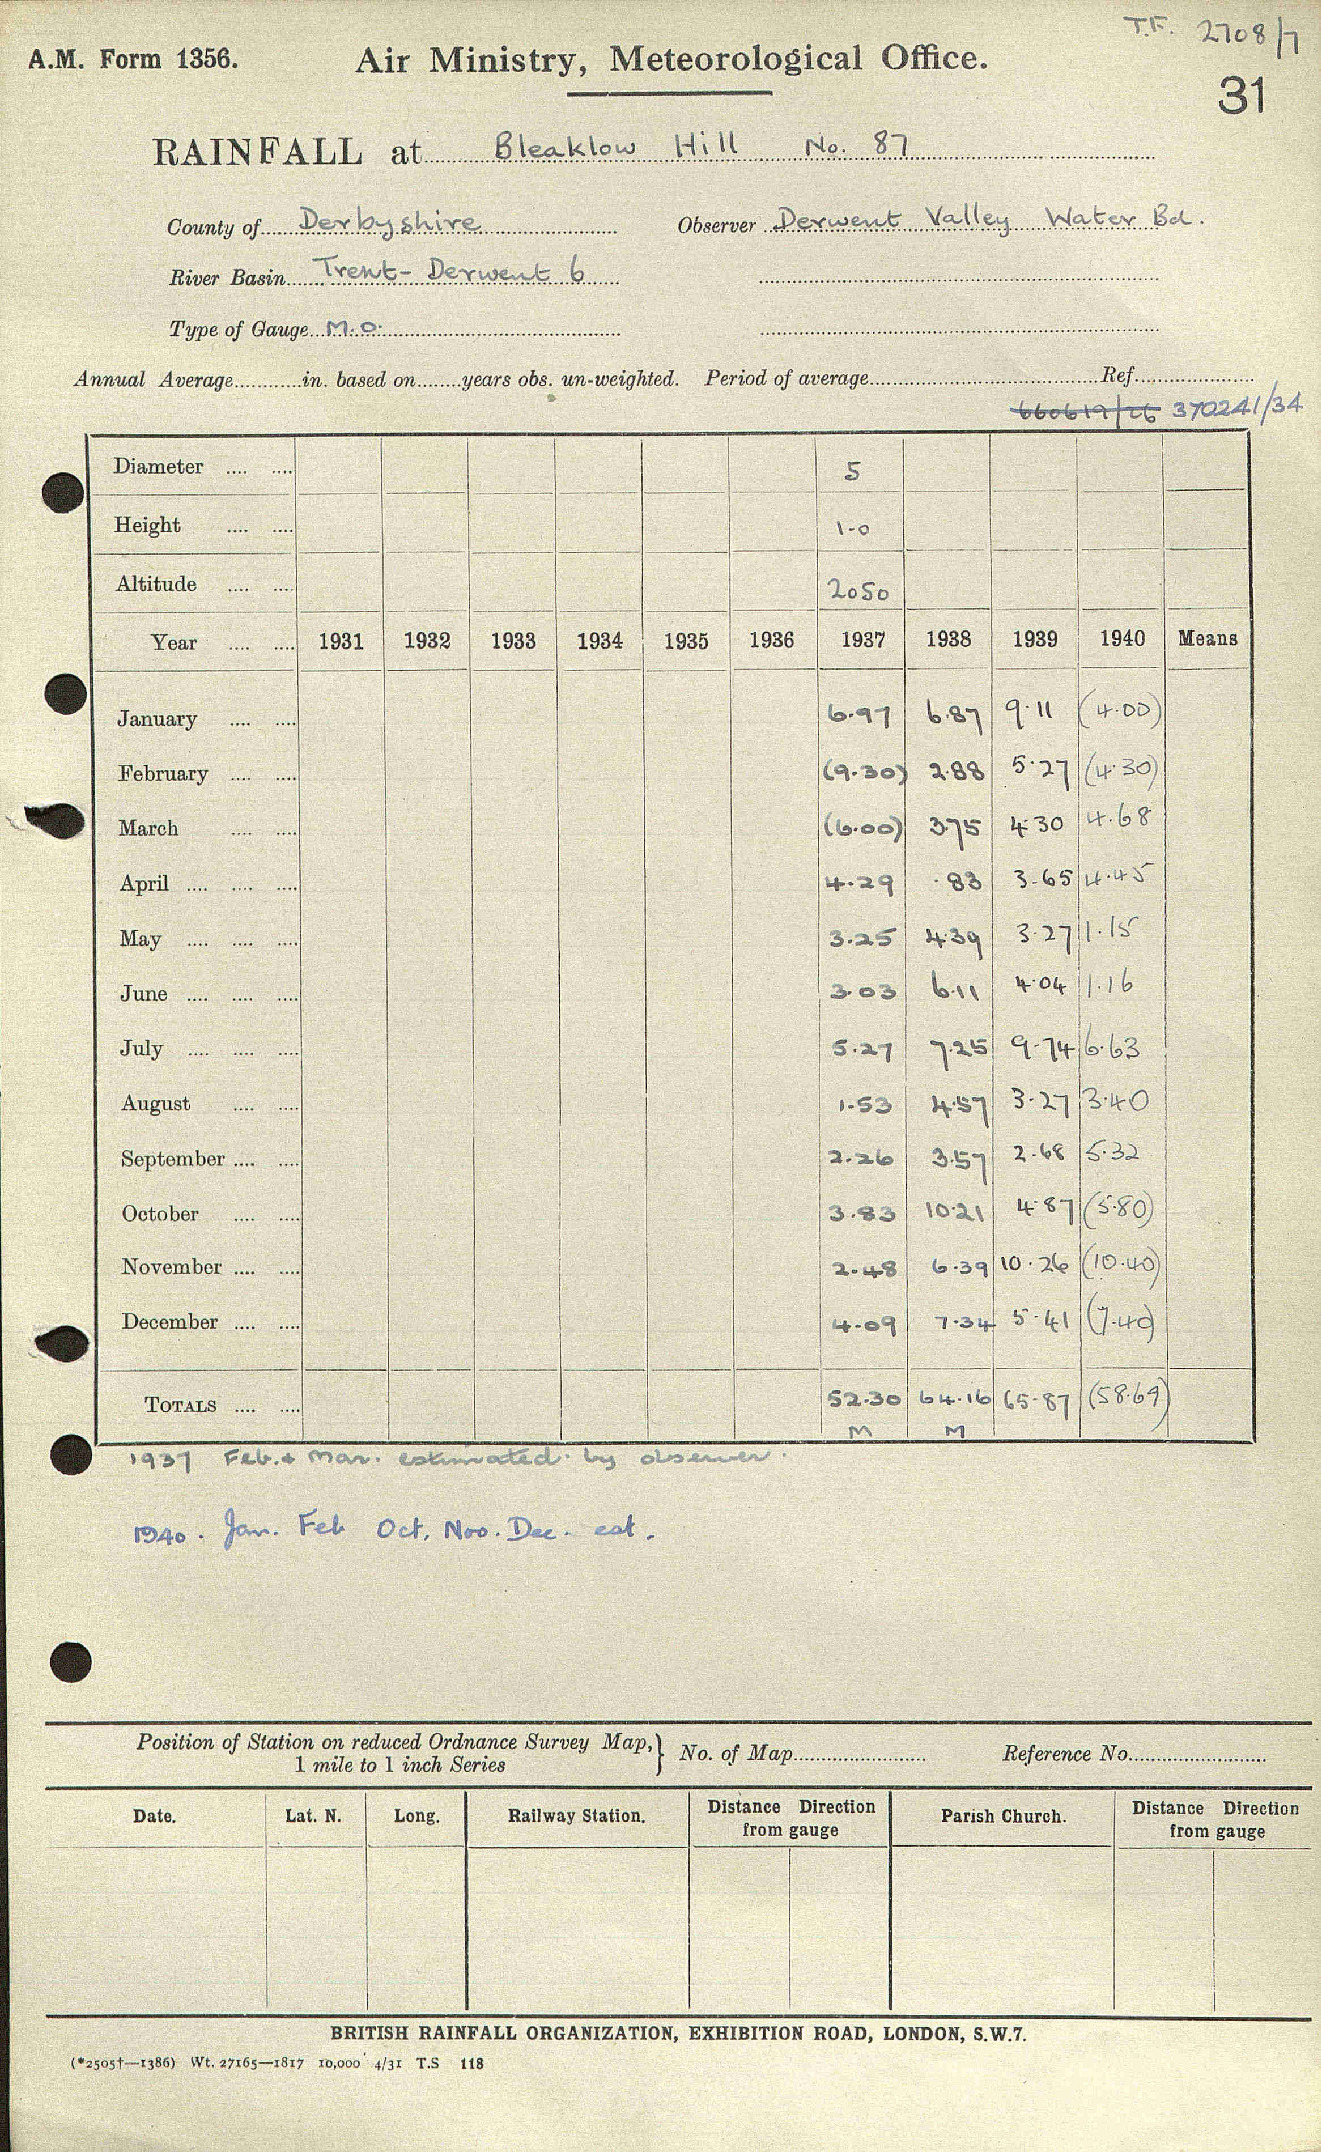 T.F. 2708/7
A.M. Form 1356. Air Ministry, Meteorological Office.
31
RAINFALL at Bleaklow Hill No. 87
County of Derbyshire Observer Derwent Valley Water Bd.
River Basin Trent- Derwent 6
Type of Gauge M.O.
Annual Average in. based on years obs. un-weighted. Period of average Ref.
660619/26 370241/34
Diameter 5
Height 1-0
Altitude 2050
Year 1931 1932 1933 1934 1935 1936 1937 1938 1939 1940 Means
January 6.97 6.87 9.11 (4.00)
February (9.30) 2.88 5.27 (4.30)
March (6.00) 3.75 4.30 4.68
April 4.29 .83 3.65 4.45
May 3.25 4.39 3.27 1.15
June 3.03 6.11 4.04 1.16
July 5.27 7.25 9.74 6.63
August 1.53 4.57 3.27 3.40
September 2.26 3.57 2.68 5.32
October 3.83 10.21 4.87 (5.80)
November 2.48 6.39 10.26 (10.40)
December 4.09 7.34 5.41 (7.40)
TOTALS 52.30 64.16 65.87 (58.69)
M M
1937 Feb. & Mar. estimated by observer.
1940. Jan. Feb Oct. Nov. Dec. est.
Position of Station on reduced Ordnance Survey Map, } No. of Map Reference No.
1 mile to 1 inch Series
Date. Lat. N. Long. Railway Station. Distance Direction from gauge Parish Church. Distance Direction from gauge
BRITISH RAINFALL ORGANIZATION, EXHIBITION ROAD, LONDON, S.W.7.
(*2505†—1386) Wt. 27165—1817 10,000 4/31 T.S 118